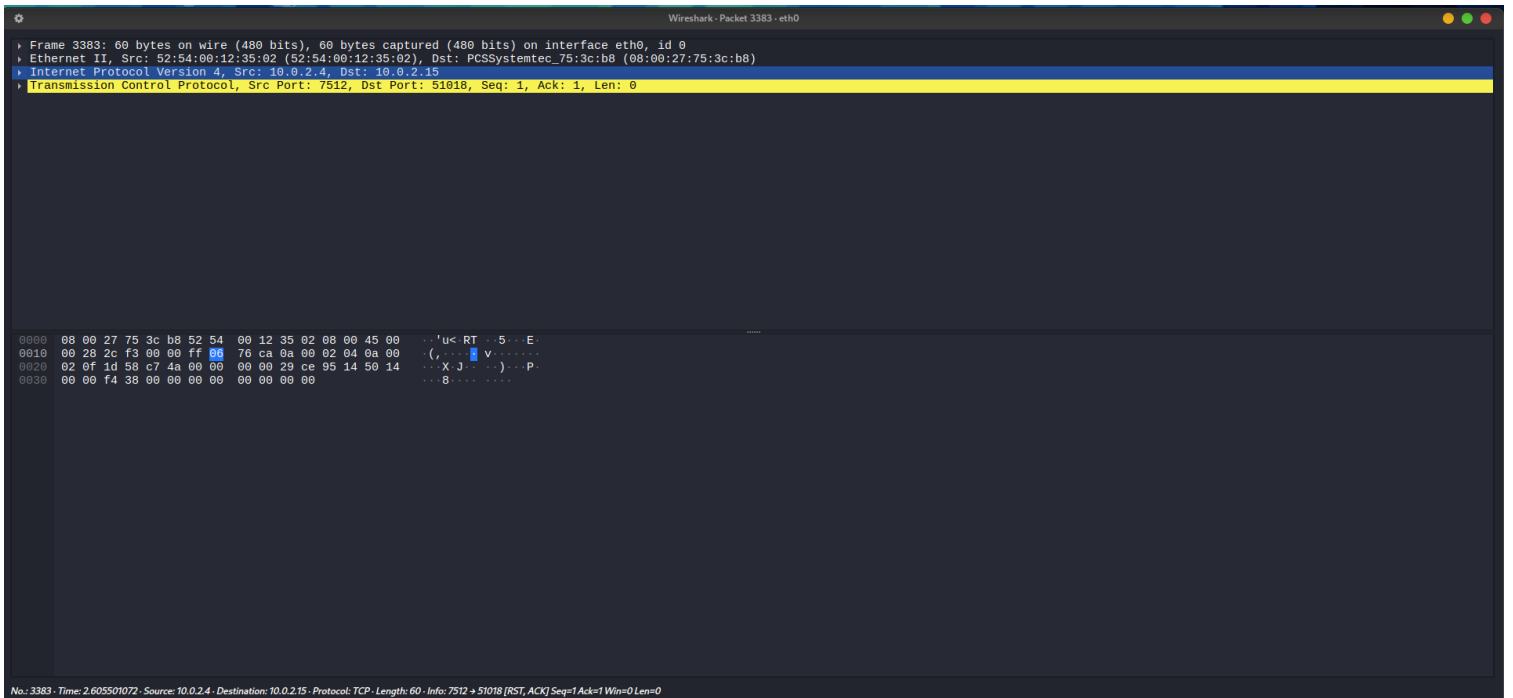 Wireshark · Packet 3383 · eth0
Frame 3383: 60 bytes on wire (480 bits), 60 bytes captured (480 bits) on interface eth0, id 0
Ethernet II, Src: 52:54:00:12:35:02 (52:54:00:12:35:02), Dst: PCSSystemtec_75:3c:b8 (08:00:27:75:3c:b8)
Internet Protocol Version 4, Src: 10.0.2.4, Dst: 10.0.2.15
Transmission Control Protocol, Src Port: 7512, Dst Port: 51018, Seq: 1, Ack: 1, Len: 0
0000 08 00 27 75 3c b8 52 54 00 12 35 02 08 00 45 00 ··'u<·RT ··5···E·
0010 00 28 2c f3 00 00 ff 06 76 ca 0a 00 02 04 0a 00 ·(,····· v·······
0020 02 0f 1d 58 c7 4a 00 00 00 00 29 ce 95 14 50 14 ···X·J·· ··)···P·
0030 00 00 f4 38 00 00 00 00 00 00 00 00 ···8···· ····
No.: 3383 · Time: 2.605501072 · Source: 10.0.2.4 · Destination: 10.0.2.15 · Protocol: TCP · Length: 60 · Info: 7512 → 51018 [RST, ACK] Seq=1 Ack=1 Win=0 Len=0